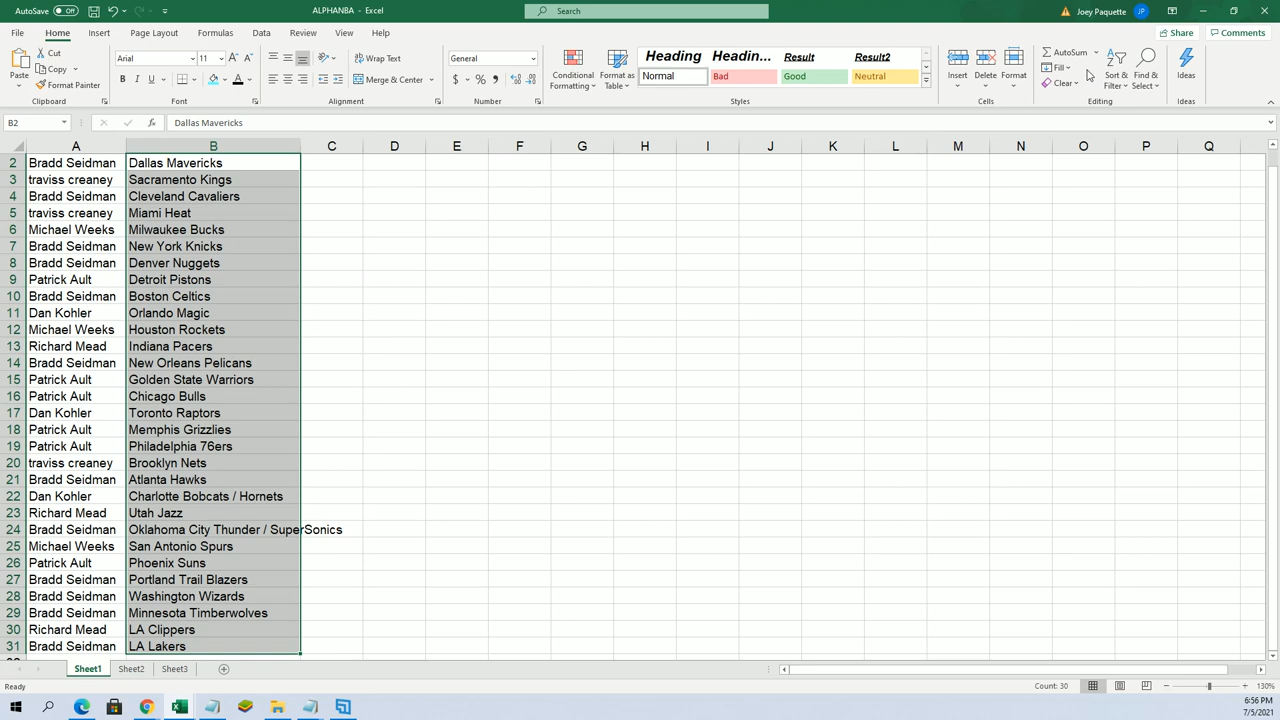 AutoSave Off ALPHANBA - Excel Search Joey Paquette JP
File Home Insert Page Layout Formulas Data Review View Help Share Comments
Paste Cut Copy Format Painter Clipboard
Arial 11 B I U Font
Wrap Text Merge & Center Alignment
General $ % Number
Conditional Formatting Format as Table
Heading Headin... Result Result2
Normal Bad Good Neutral Styles
Insert Delete Format Cells
AutoSum Fill Clear Sort & Filter Find & Select Editing
Ideas Ideas
B2 fx Dallas Mavericks
A B C D E F G H I J K L M N O P Q
2 Bradd Seidman Dallas Mavericks
3 traviss creaney Sacramento Kings
4 Bradd Seidman Cleveland Cavaliers
5 traviss creaney Miami Heat
6 Michael Weeks Milwaukee Bucks
7 Bradd Seidman New York Knicks
8 Bradd Seidman Denver Nuggets
9 Patrick Ault Detroit Pistons
10 Bradd Seidman Boston Celtics
11 Dan Kohler Orlando Magic
12 Michael Weeks Houston Rockets
13 Richard Mead Indiana Pacers
14 Bradd Seidman New Orleans Pelicans
15 Patrick Ault Golden State Warriors
16 Patrick Ault Chicago Bulls
17 Dan Kohler Toronto Raptors
18 Patrick Ault Memphis Grizzlies
19 Patrick Ault Philadelphia 76ers
20 traviss creaney Brooklyn Nets
21 Bradd Seidman Atlanta Hawks
22 Dan Kohler Charlotte Bobcats / Hornets
23 Richard Mead Utah Jazz
24 Bradd Seidman Oklahoma City Thunder / SuperSonics
25 Michael Weeks San Antonio Spurs
26 Patrick Ault Phoenix Suns
27 Bradd Seidman Portland Trail Blazers
28 Bradd Seidman Washington Wizards
29 Bradd Seidman Minnesota Timberwolves
30 Richard Mead LA Clippers
31 Bradd Seidman LA Lakers
Sheet1 Sheet2 Sheet3
Ready Count: 30 130%
6:56 PM
7/5/2021